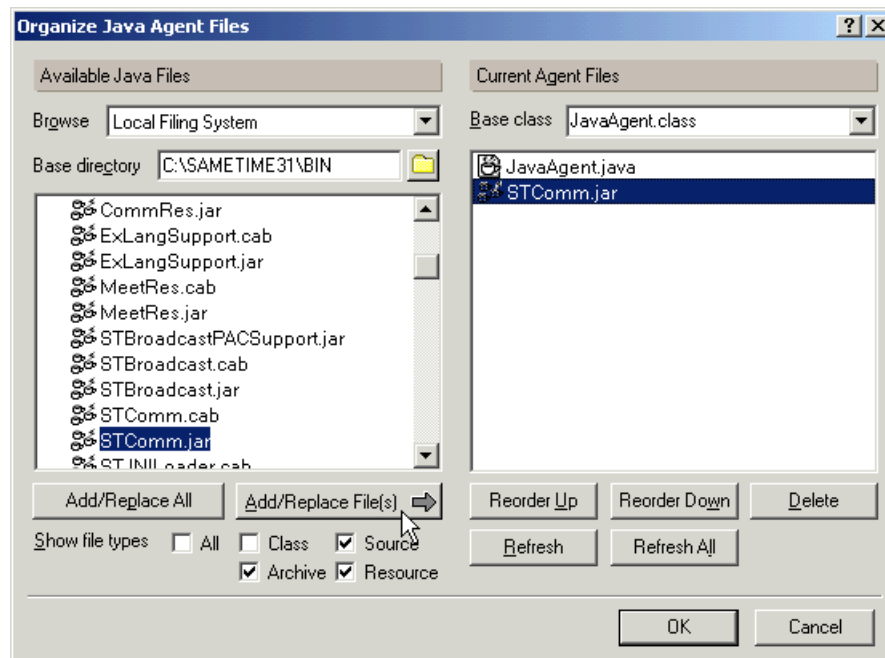 Organize Java Agent Files
Available Java Files
Browse Local Filing System
Base directory C:\SAMETIME31\BIN
CommRes.jar
ExLangSupport.cab
ExLangSupport.jar
MeetRes.cab
MeetRes.jar
STBroadcastPACSupport.jar
STBroadcast.cab
STBroadcast.jar
STComm.cab
STComm.jar
STINILoader.cab
Add/Replace All Add/Replace File(s)
Show file types All Class Source
Archive Resource
Current Agent Files
Base class JavaAgent.class
JavaAgent.java
STComm.jar
Reorder Up Reorder Down Delete
Refresh Refresh All
OK Cancel